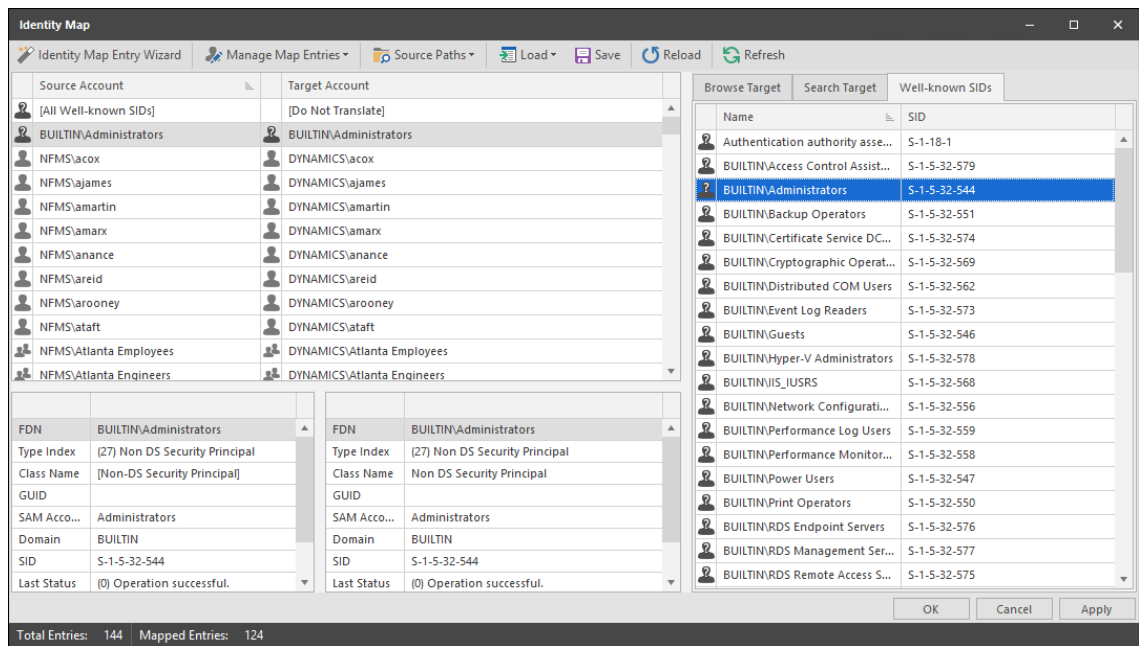 Identity Map
Identity Map Entry Wizard Manage Map Entries Source Paths Load Save Reload Refresh
Source Account Target Account
[All Well-known SIDs] [Do Not Translate]
BUILTIN\Administrators BUILTIN\Administrators
NFMS\acox DYNAMICS\acox
NFMS\ajames DYNAMICS\ajames
NFMS\amartin DYNAMICS\amartin
NFMS\amarx DYNAMICS\amarx
NFMS\anance DYNAMICS\anance
NFMS\areid DYNAMICS\areid
NFMS\arooney DYNAMICS\arooney
NFMS\ataft DYNAMICS\ataft
NFMS\Atlanta Employees DYNAMICS\Atlanta Employees
NFMS\Atlanta Engineers DYNAMICS\Atlanta Engineers
FDN BUILTIN\Administrators
Type Index (27) Non DS Security Principal
Class Name [Non-DS Security Principal]
GUID
SAM Acco... Administrators
Domain BUILTIN
SID S-1-5-32-544
Last Status (0) Operation successful.
FDN BUILTIN\Administrators
Type Index (27) Non DS Security Principal
Class Name Non DS Security Principal
GUID
SAM Acco... Administrators
Domain BUILTIN
SID S-1-5-32-544
Last Status (0) Operation successful.
Browse Target Search Target Well-known SIDs
Name SID
Authentication authority asse... S-1-18-1
BUILTIN\Access Control Assist... S-1-5-32-579
BUILTIN\Administrators S-1-5-32-544
BUILTIN\Backup Operators S-1-5-32-551
BUILTIN\Certificate Service DC... S-1-5-32-574
BUILTIN\Cryptographic Operat... S-1-5-32-569
BUILTIN\Distributed COM Users S-1-5-32-562
BUILTIN\Event Log Readers S-1-5-32-573
BUILTIN\Guests S-1-5-32-546
BUILTIN\Hyper-V Administrators S-1-5-32-578
BUILTIN\IIS_IUSRS S-1-5-32-568
BUILTIN\Network Configurati... S-1-5-32-556
BUILTIN\Performance Log Users S-1-5-32-559
BUILTIN\Performance Monitor... S-1-5-32-558
BUILTIN\Power Users S-1-5-32-547
BUILTIN\Print Operators S-1-5-32-550
BUILTIN\RDS Endpoint Servers S-1-5-32-576
BUILTIN\RDS Management Ser... S-1-5-32-577
BUILTIN\RDS Remote Access S... S-1-5-32-575
OK Cancel Apply
Total Entries: 144 Mapped Entries: 124